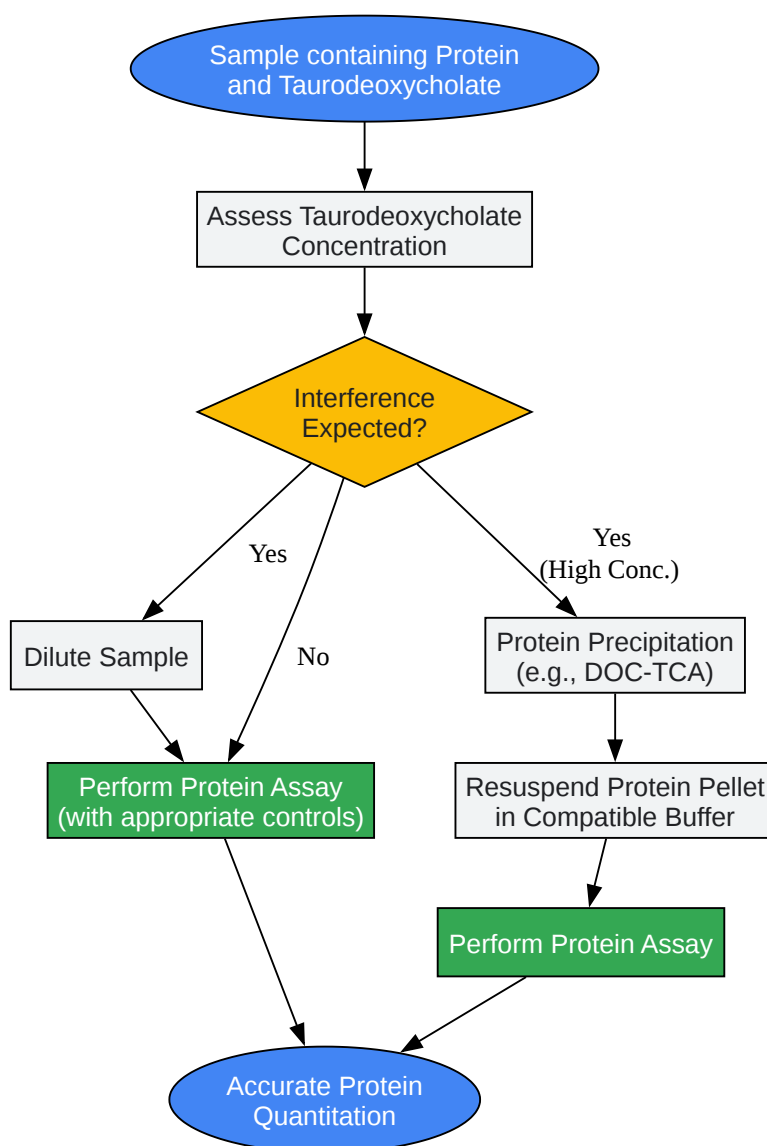 Sample containing Protein
and Taurodeoxycholate
Assess Taurodeoxycholate
Concentration
Interference
Expected?
Yes
No
Yes
(High Conc.)
Dilute Sample
Protein Precipitation
(e.g., DOC-TCA)
Perform Protein Assay
(with appropriate controls)
Resuspend Protein Pellet
in Compatible Buffer
Perform Protein Assay
Accurate Protein
Quantitation